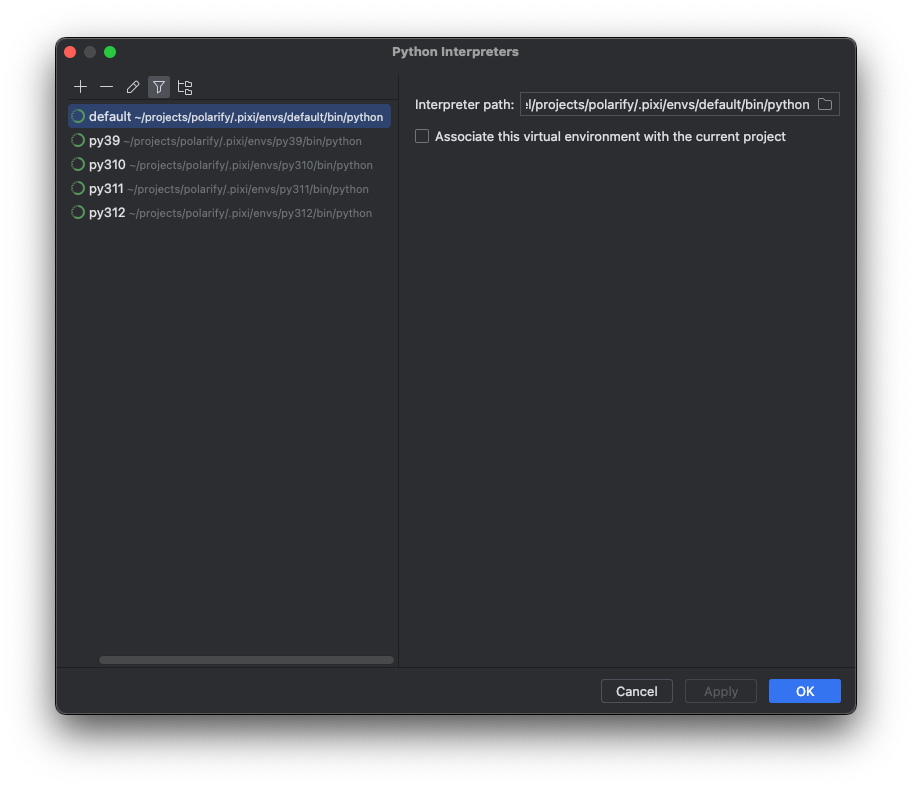 Python Interpreters
default ~/projects/polarify/.pixi/envs/default/bin/python
py39 ~/projects/polarify/.pixi/envs/py39/bin/python
py310 ~/projects/polarify/.pixi/envs/py310/bin/python
py311 ~/projects/polarify/.pixi/envs/py311/bin/python
py312 ~/projects/polarify/.pixi/envs/py312/bin/python
Interpreter path: l/projects/polarify/.pixi/envs/default/bin/python
Associate this virtual environment with the current project
Cancel Apply OK